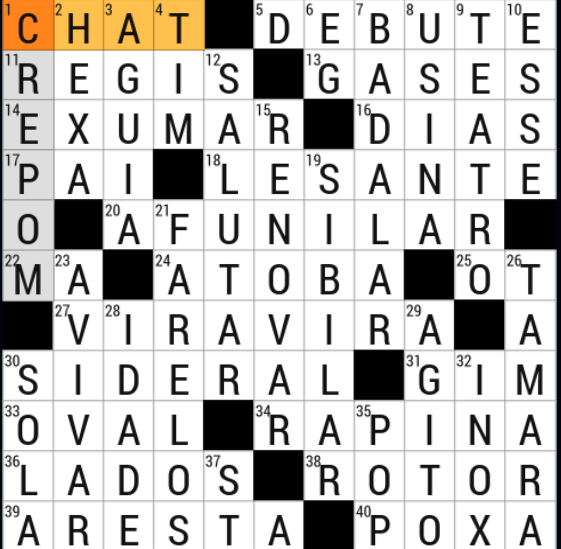 1 C 2 H 3 A 4 T 5 D 6 E 7 B 8 U 9 T 10 E
11 R E G I 12 S 13 G A S E S
14 E X U M A 15 R 16 D I A S
17 P A I 18 L E 19 S A N T E
O 20 A 21 F U N I L A R
22 M 23 A 24 A T O B A 25 O 26 T
27 V 28 I R A V I R 29 A A
30 S I D E R A L 31 G 32 I M
33 O V A L 34 R A 35 P I N A
36 L A D O 37 S 38 R O T O R
39 A R E S T A 40 P O X A